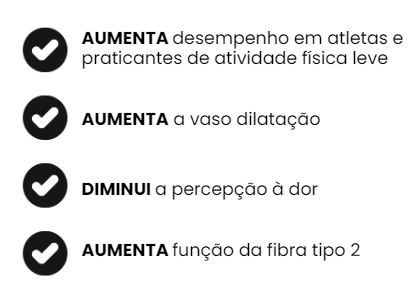 AUMENTA desempenho em atletas e
praticantes de atividade física leve
AUMENTA a vaso dilatação
DIMINUI a percepção à dor
AUMENTA função da fibra tipo 2